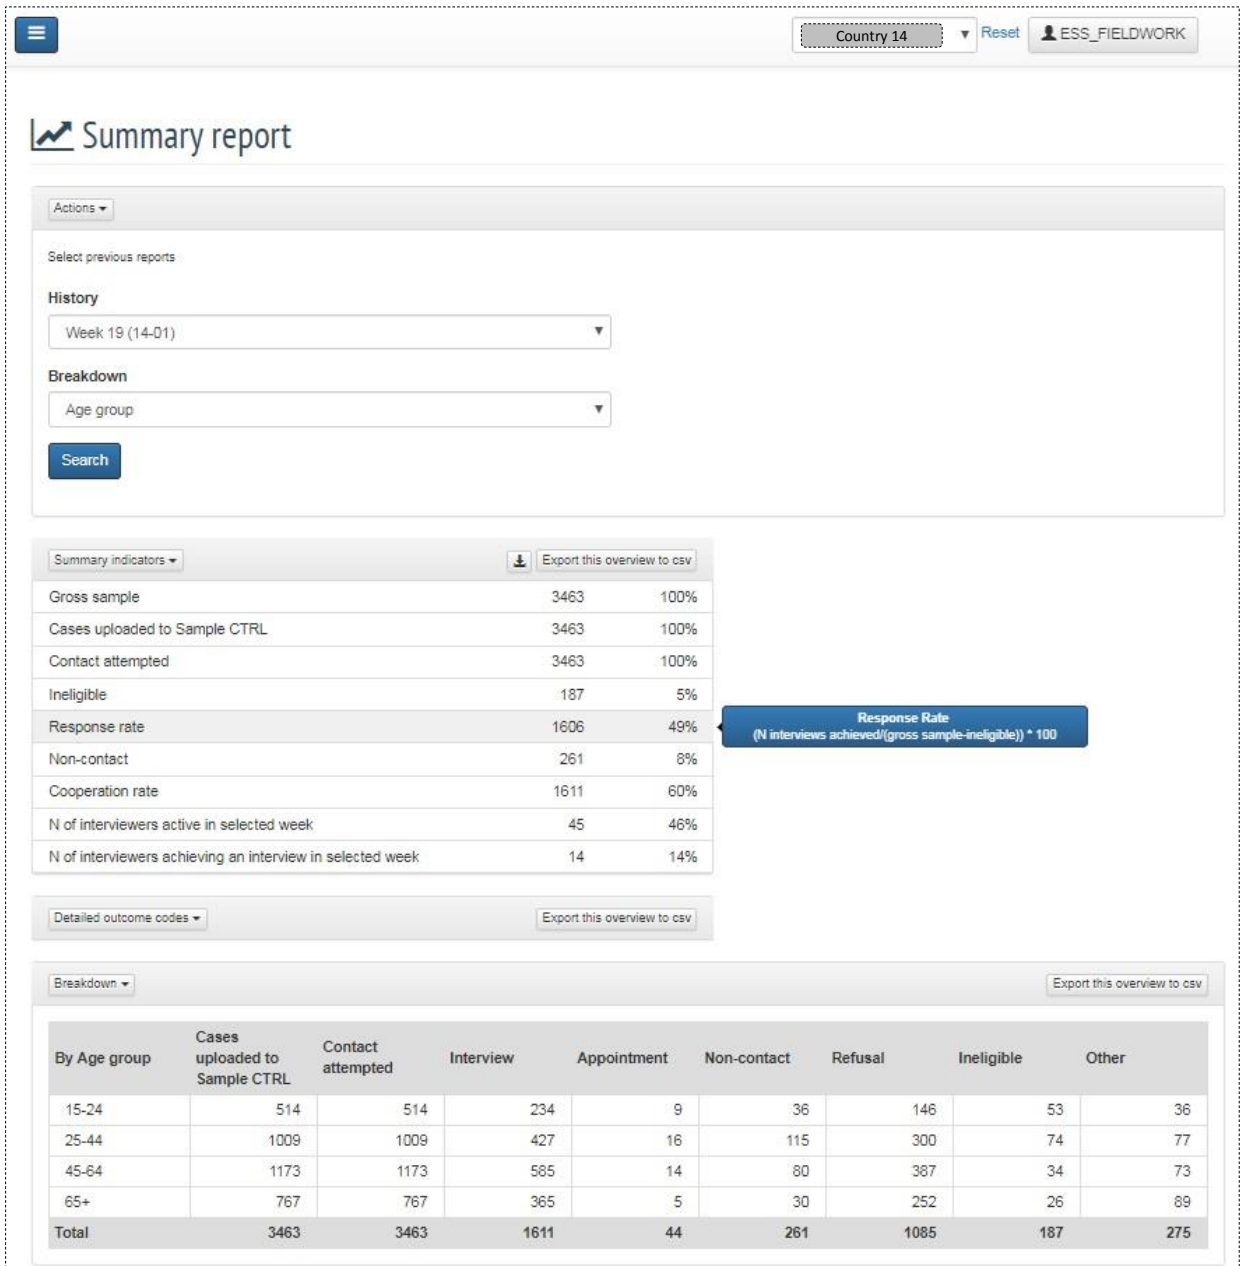 Country 14 ▼ Reset ESS_FIELDWORK
Summary report
Actions
Select previous reports
History
Week 19 (14-01)
Breakdown
Age group
Search
Summary indicators Export this overview to csv
Gross sample 3463 100%
Cases uploaded to Sample CTRL 3463 100%
Contact attempted 3463 100%
Ineligible 187 5%
Response rate 1606 49%
Response Rate
(N interviews achieved/(gross sample-ineligible)) * 100
Non-contact 261 8%
Cooperation rate 1611 60%
N of interviewers active in selected week 45 46%
N of interviewers achieving an interview in selected week 14 14%
Detailed outcome codes Export this overview to csv
Breakdown Export this overview to csv
By Age group Cases uploaded to Sample CTRL Contact attempted Interview Appointment Non-contact Refusal Ineligible Other
15-24 514 514 234 9 36 146 53 36
25-44 1009 1009 427 16 115 300 74 77
45-64 1173 1173 585 14 80 387 34 73
65+ 767 767 365 5 30 252 26 89
Total 3463 3463 1611 44 261 1085 187 275